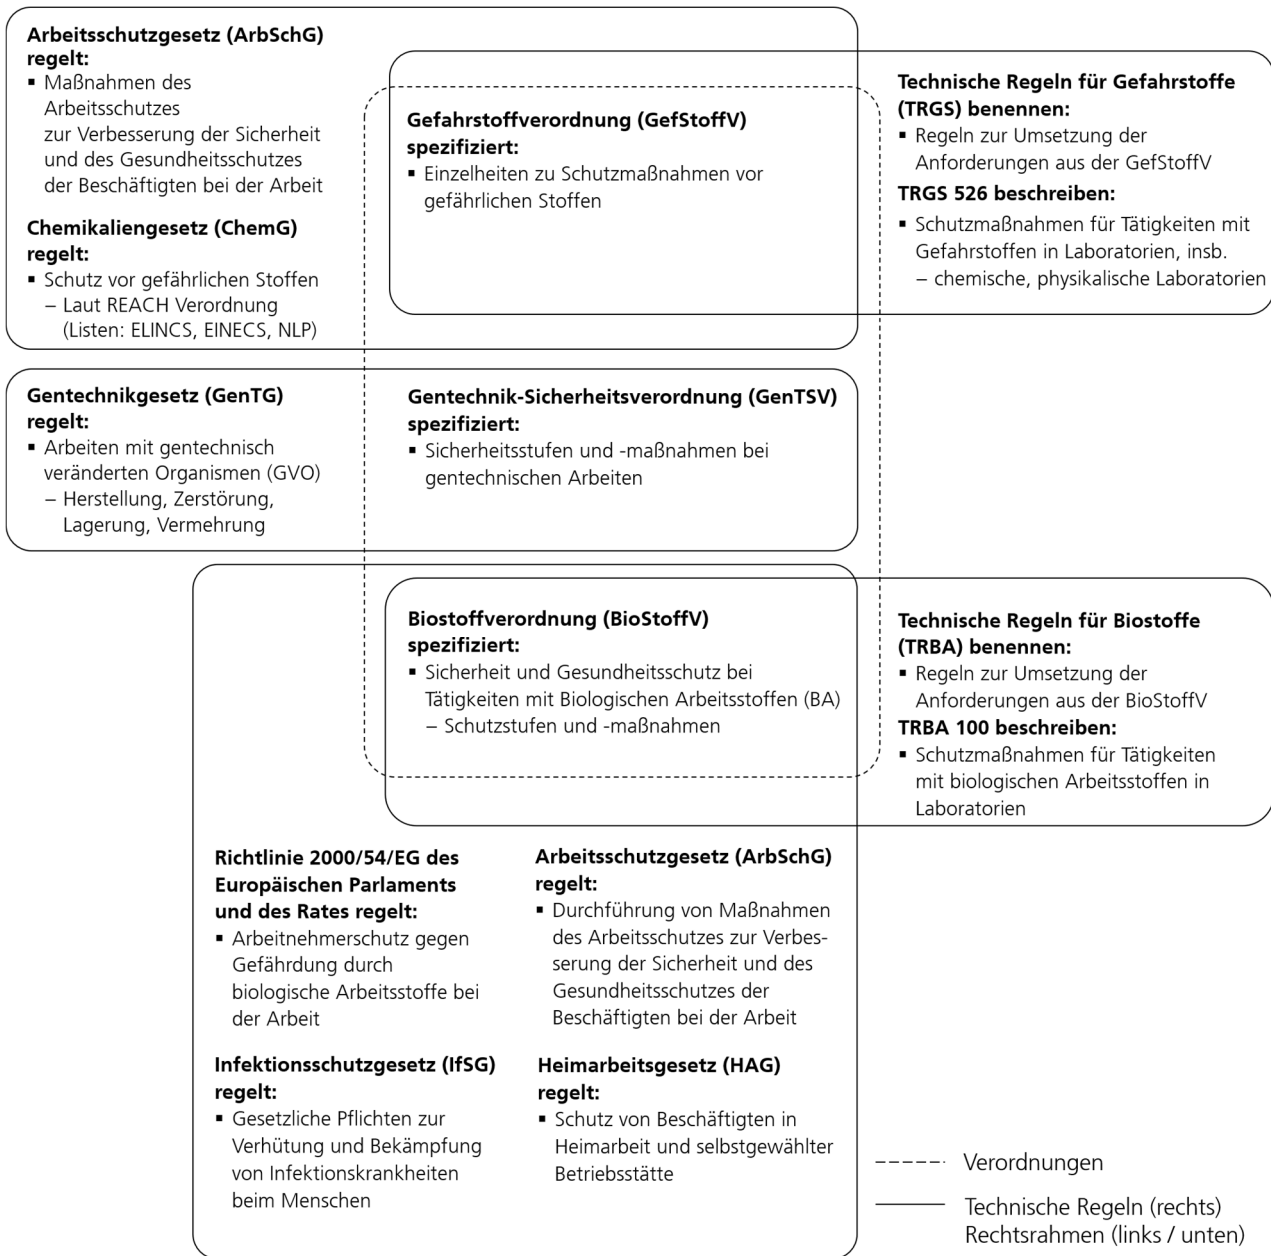 Arbeitsschutzgesetz (ArbSchG)
regelt:
▪ Maßnahmen des
Arbeitsschutzes
zur Verbesserung der Sicherheit
und des Gesundheitsschutzes
der Beschäftigten bei der Arbeit
Chemikaliengesetz (ChemG)
regelt:
▪ Schutz vor gefährlichen Stoffen
– Laut REACH Verordnung
(Listen: ELINCS, EINECS, NLP)
Gefahrstoffverordnung (GefStoffV)
spezifiziert:
▪ Einzelheiten zu Schutzmaßnahmen vor
gefährlichen Stoffen
Technische Regeln für Gefahrstoffe
(TRGS) benennen:
▪ Regeln zur Umsetzung der
Anforderungen aus der GefStoffV
TRGS 526 beschreiben:
▪ Schutzmaßnahmen für Tätigkeiten mit
Gefahrstoffen in Laboratorien, insb.
– chemische, physikalische Laboratorien
Gentechnikgesetz (GenTG)
regelt:
▪ Arbeiten mit gentechnisch
veränderten Organismen (GVO)
– Herstellung, Zerstörung,
Lagerung, Vermehrung
Gentechnik-Sicherheitsverordnung (GenTSV)
spezifiziert:
▪ Sicherheitsstufen und -maßnahmen bei
gentechnischen Arbeiten
Biostoffverordnung (BioStoffV)
spezifiziert:
▪ Sicherheit und Gesundheitsschutz bei
Tätigkeiten mit Biologischen Arbeitsstoffen (BA)
– Schutzstufen und -maßnahmen
Technische Regeln für Biostoffe
(TRBA) benennen:
▪ Regeln zur Umsetzung der
Anforderungen aus der BioStoffV
TRBA 100 beschreiben:
▪ Schutzmaßnahmen für Tätigkeiten
mit biologischen Arbeitsstoffen in
Laboratorien
Richtlinie 2000/54/EG des
Europäischen Parlaments
und des Rates regelt:
▪ Arbeitnehmerschutz gegen
Gefährdung durch
biologische Arbeitsstoffe bei
der Arbeit
Arbeitsschutzgesetz (ArbSchG)
regelt:
▪ Durchführung von Maßnahmen
des Arbeitsschutzes zur Verbes-
serung der Sicherheit und des
Gesundheitsschutzes der
Beschäftigten bei der Arbeit
Infektionsschutzgesetz (IfSG)
regelt:
▪ Gesetzliche Pflichten zur
Verhütung und Bekämpfung
von Infektionskrankheiten
beim Menschen
Heimarbeitsgesetz (HAG)
regelt:
▪ Schutz von Beschäftigten in
Heimarbeit und selbstgewählter
Betriebsstätte
Verordnungen
Technische Regeln (rechts)
Rechtsrahmen (links / unten)